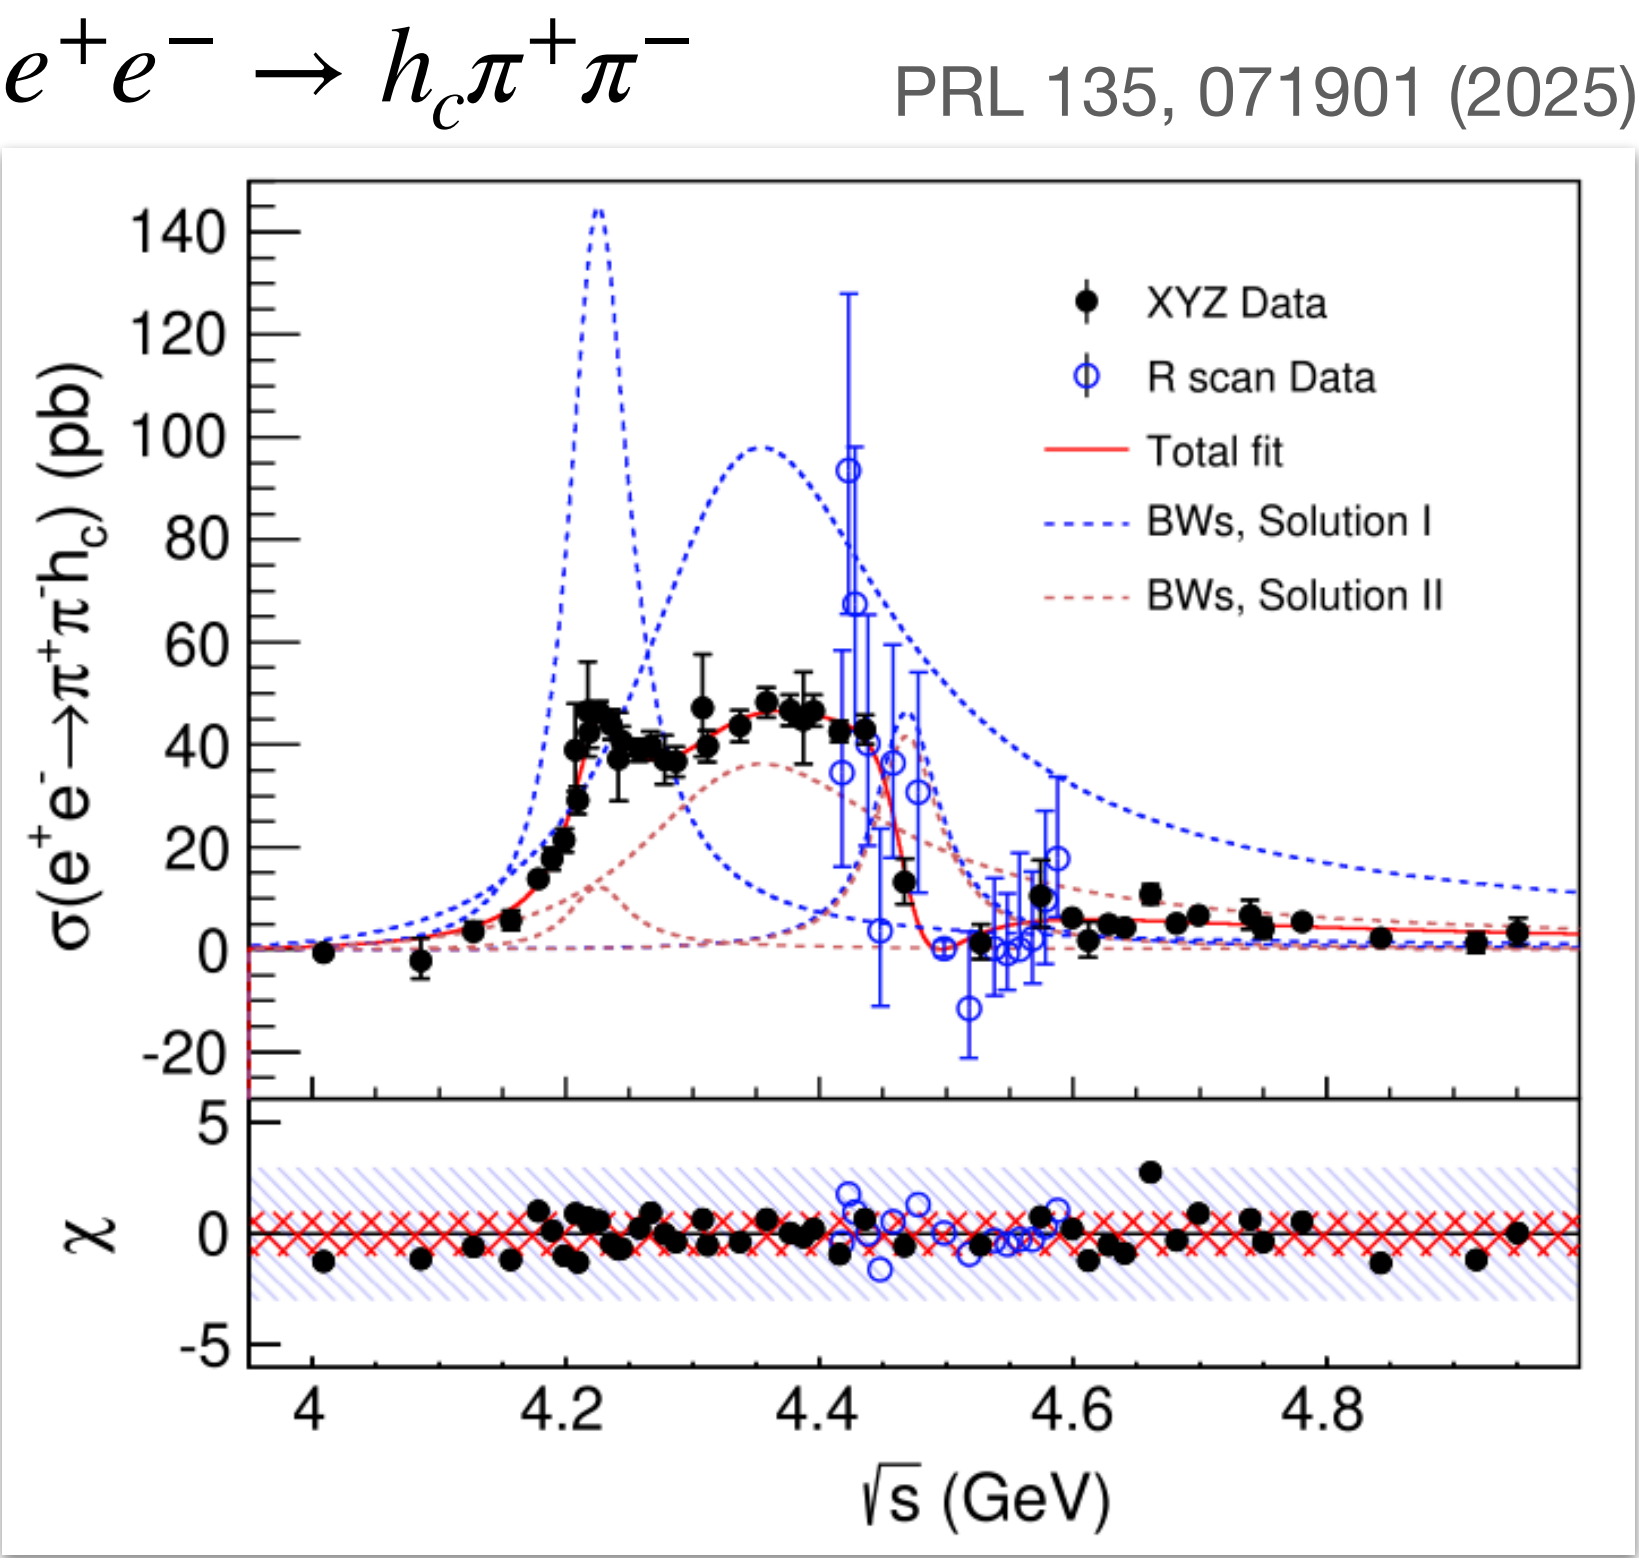 e⁺e⁻ → h_cπ⁺π⁻
PRL 135, 071901 (2025)
σ(e⁺e⁻→π⁺π⁻h_c) (pb)
140
120
100
80
60
40
20
0
-20
XYZ Data
R scan Data
Total fit
BWs, Solution I
BWs, Solution II
χ
5
0
-5
4 4.2 4.4 4.6 4.8
√s (GeV)